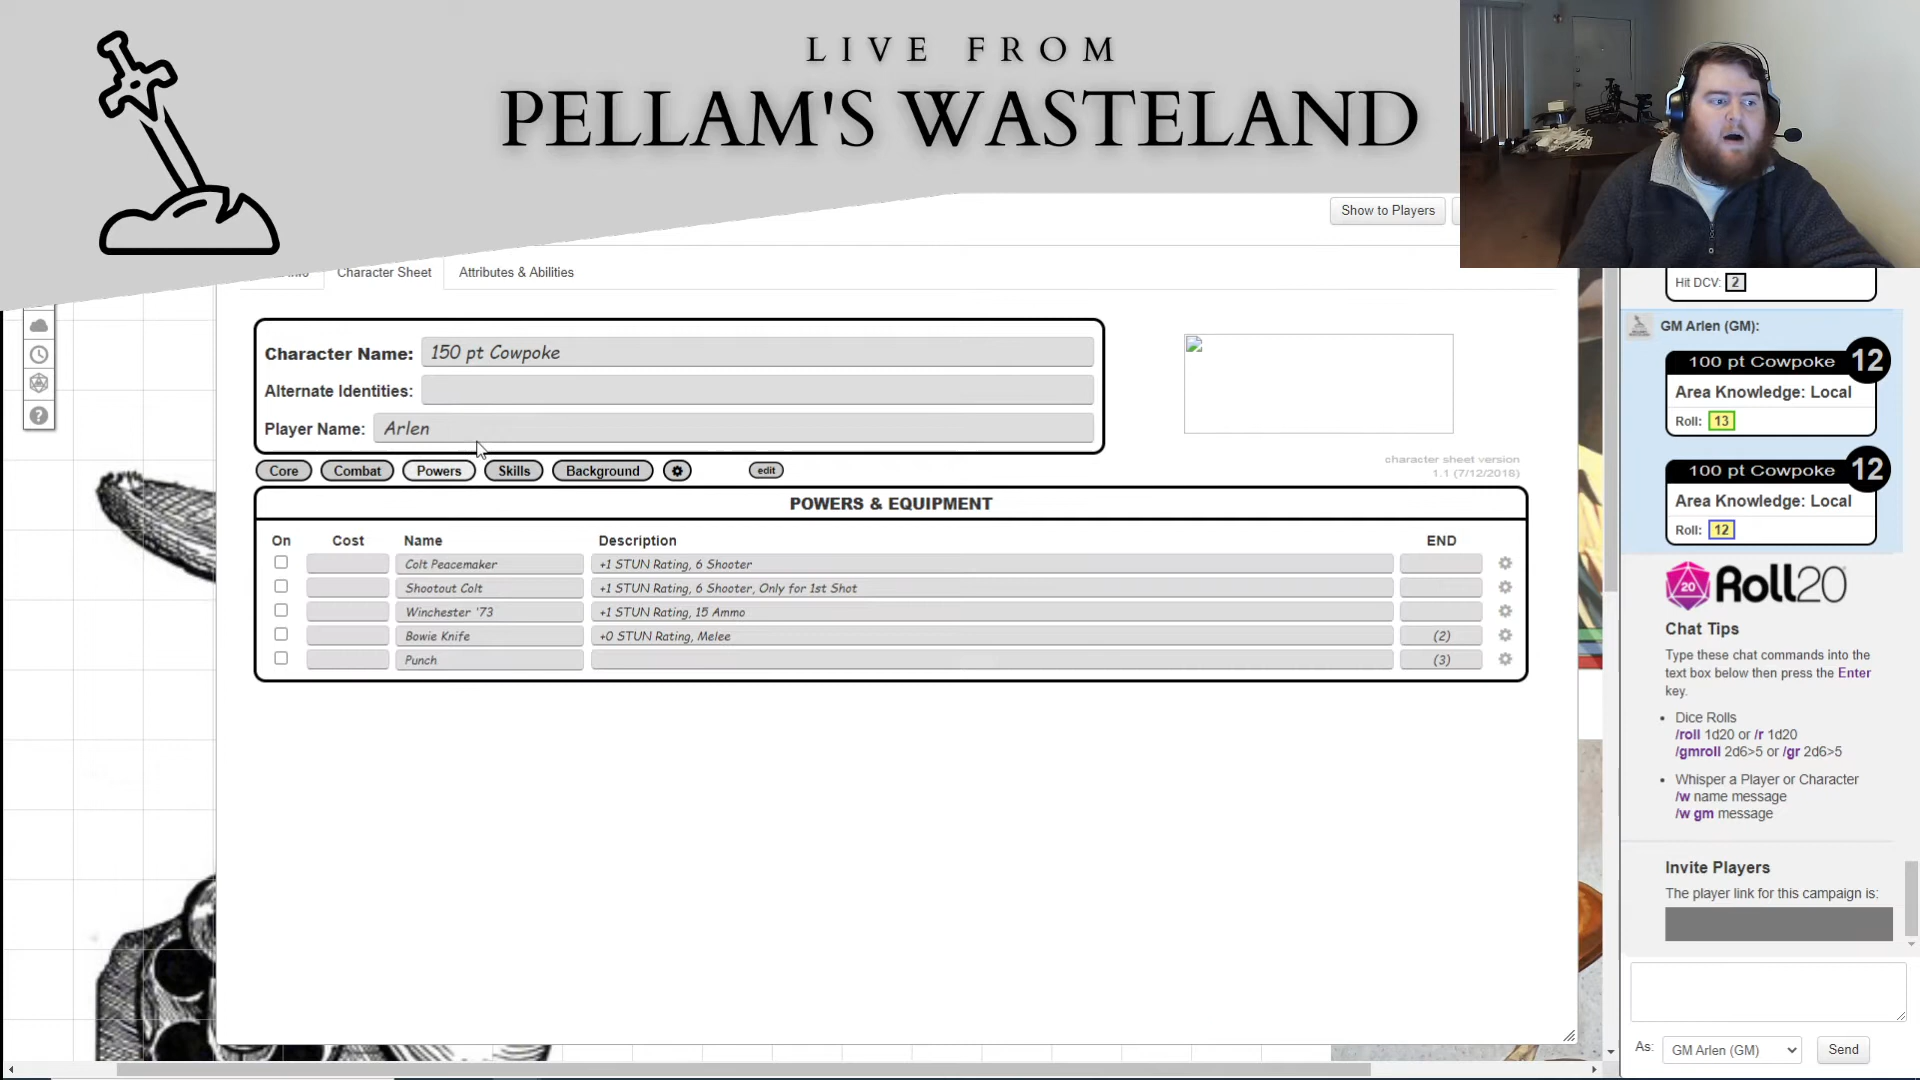 LIVE FROM
PELLAM'S WASTELAND
Show to Players
Character Sheet
Attributes & Abilities
Character Name: 150 pt Cowpoke
Alternate Identities:
Player Name: Arlen
Core
Combat
Powers
Skills
Background
edit
character sheet version
1.1 (7/12/2018)
POWERS & EQUIPMENT
On Cost Name Description END
Colt Peacemaker +1 STUN Rating, 6 Shooter
Shootout Colt +1 STUN Rating, 6 Shooter, Only for 1st Shot
Winchester '73 +1 STUN Rating, 15 Ammo
Bowie Knife +0 STUN Rating, Melee (2)
Punch (3)
Hit DCV: 2
GM Arlen (GM):
100 pt Cowpoke 12
Area Knowledge: Local
Roll: 13
100 pt Cowpoke 12
Area Knowledge: Local
Roll: 12
20 Roll20
Chat Tips
Type these chat commands into the
text box below then press the Enter
key.
• Dice Rolls
/roll 1d20 or /r 1d20
/gmroll 2d6>5 or /gr 2d6>5
• Whisper a Player or Character
/w name message
/w gm message
Invite Players
The player link for this campaign is:
As: GM Arlen (GM) Send